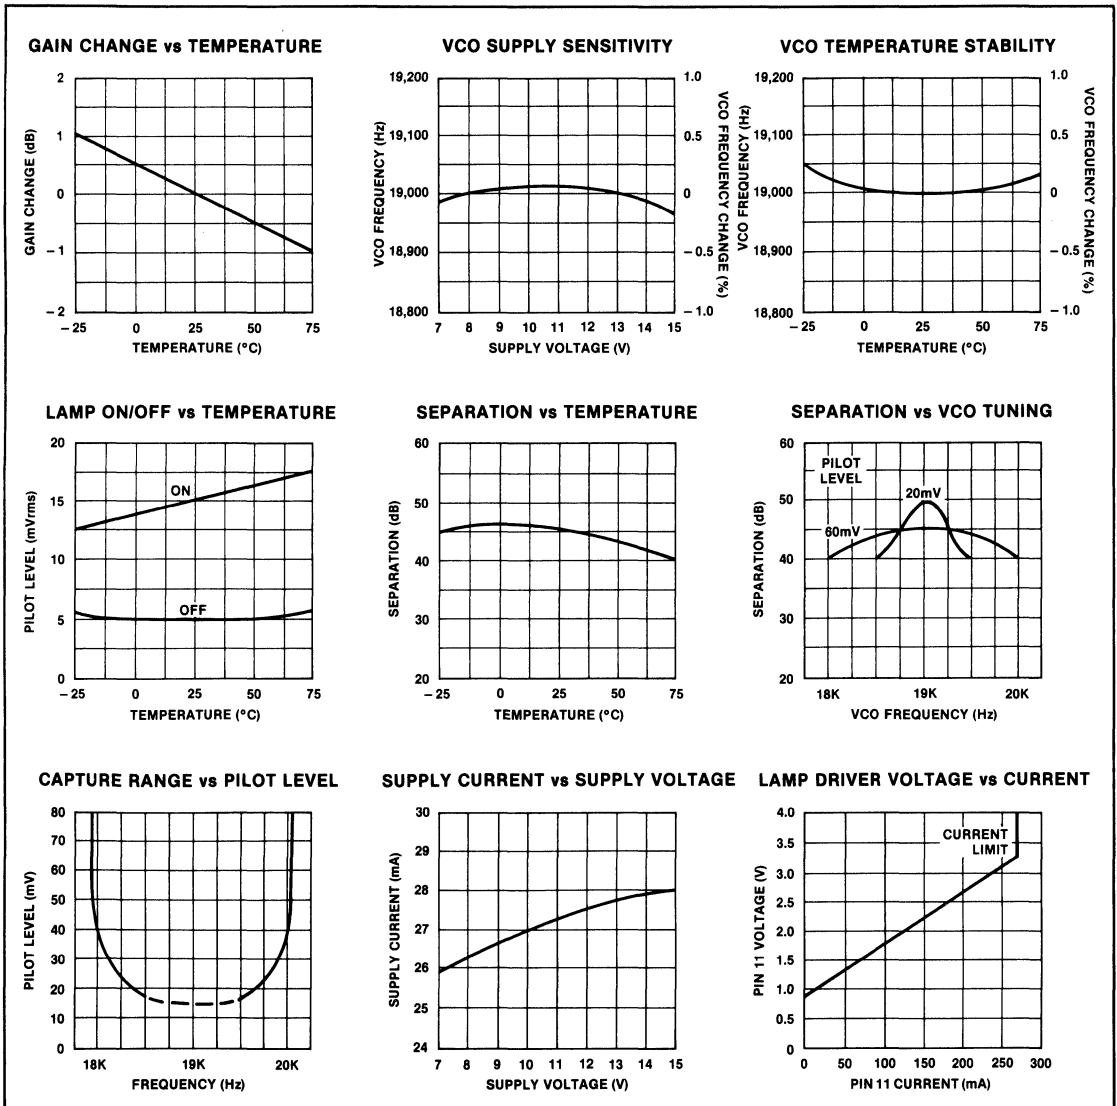 GAIN CHANGE vs TEMPERATURE
GAIN CHANGE (dB)
2
1
0
−1
−2
−25
0
25
50
75
TEMPERATURE (°C)
VCO SUPPLY SENSITIVITY
VCO FREQUENCY (Hz)
19,200
19,100
19,000
18,900
18,800
1.0
0.5
0
−0.5
−1.0
VCO FREQUENCY CHANGE (%)
7 8 9 10 11 12 13 14 15
SUPPLY VOLTAGE (V)
VCO TEMPERATURE STABILITY
VCO FREQUENCY (Hz)
19,200
19,100
19,000
18,900
18,800
1.0
0.5
0
−0.5
−1.0
VCO FREQUENCY CHANGE (%)
−25 0 25 50 75
TEMPERATURE (°C)
LAMP ON/OFF vs TEMPERATURE
PILOT LEVEL (mVrms)
20
15
10
5
0
ON
OFF
−25 0 25 50 75
TEMPERATURE (°C)
SEPARATION vs TEMPERATURE
SEPARATION (dB)
60
50
40
30
20
−25 0 25 50 75
TEMPERATURE (°C)
SEPARATION vs VCO TUNING
SEPARATION (dB)
60
50
40
30
20
PILOT
LEVEL
20mV
60mV
18K 19K 20K
VCO FREQUENCY (Hz)
CAPTURE RANGE vs PILOT LEVEL
PILOT LEVEL (mV)
80
70
60
50
40
30
20
10
0
18K 19K 20K
FREQUENCY (Hz)
SUPPLY CURRENT vs SUPPLY VOLTAGE
SUPPLY CURRENT (mA)
30
29
28
27
26
25
24
7 8 9 10 11 12 13 14 15
SUPPLY VOLTAGE (V)
LAMP DRIVER VOLTAGE vs CURRENT
PIN 11 VOLTAGE (V)
4.0
3.5
3.0
2.5
2.0
1.5
1.0
0.5
0
CURRENT
LIMIT
0 50 100 150 200 250 300
PIN 11 CURRENT (mA)